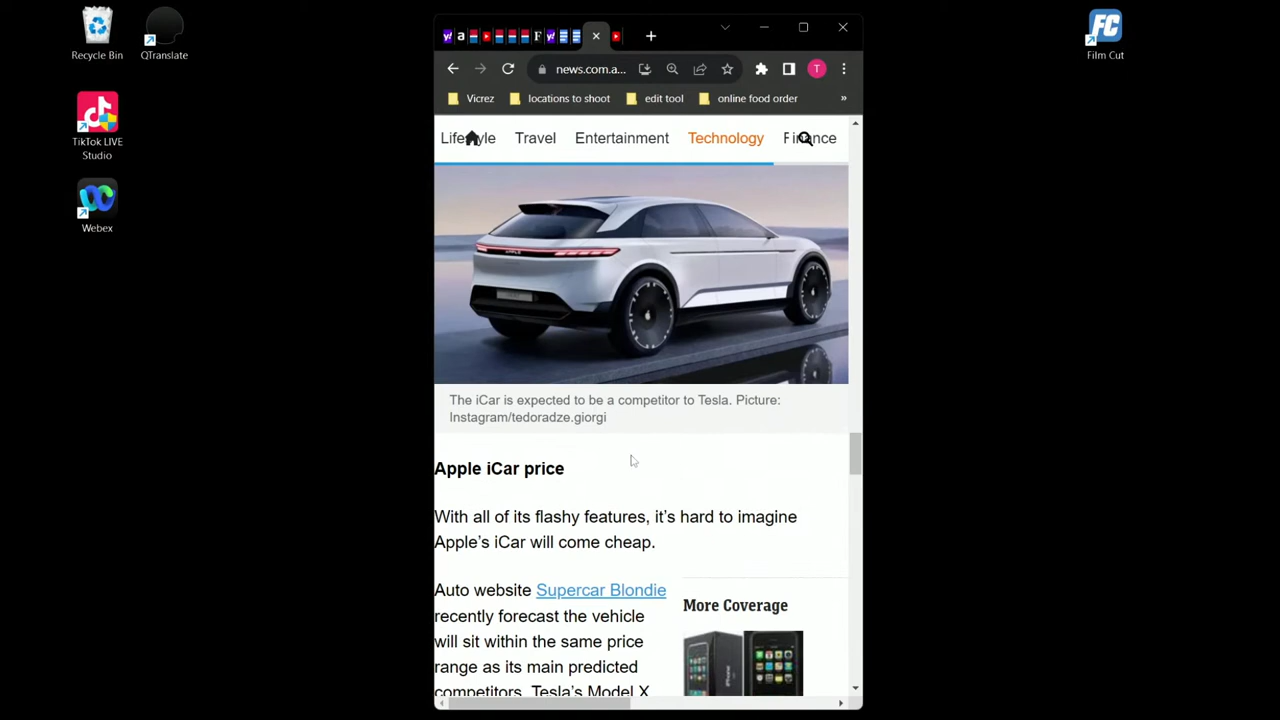 Recycle Bin
QTranslate
TikTok LIVE
Studio
Webex
FC
Film Cut
news.com.a...
T
Vicrez
locations to shoot
edit tool
online food order
»
Lifestyle Travel Entertainment Technology Finance
The iCar is expected to be a competitor to Tesla. Picture:
Instagram/tedoradze.giorgi
Apple iCar price
With all of its flashy features, it’s hard to imagine
Apple’s iCar will come cheap.
Auto website Supercar Blondie
recently forecast the vehicle
will sit within the same price
range as its main predicted
competitors, Tesla’s Model X
More Coverage